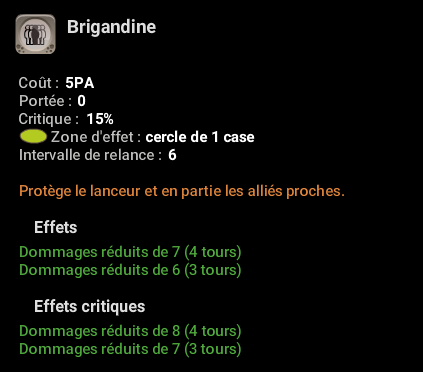 Brigandine
Coût : 5PA
Portée : 0
Critique : 15%
Zone d'effet : cercle de 1 case
Intervalle de relance : 6
Protège le lanceur et en partie les alliés proches.
Effets
Dommages réduits de 7 (4 tours)
Dommages réduits de 6 (3 tours)
Effets critiques
Dommages réduits de 8 (4 tours)
Dommages réduits de 7 (3 tours)